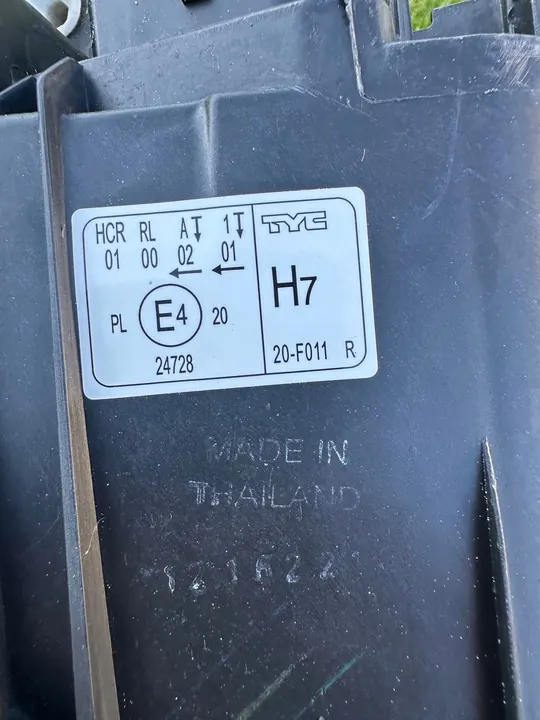 HCR RL A↧ 1↧
01 00 02 01
← ←
PL E4 20
24728
TYC
H7
20-F011 R
MADE IN
THAILAND